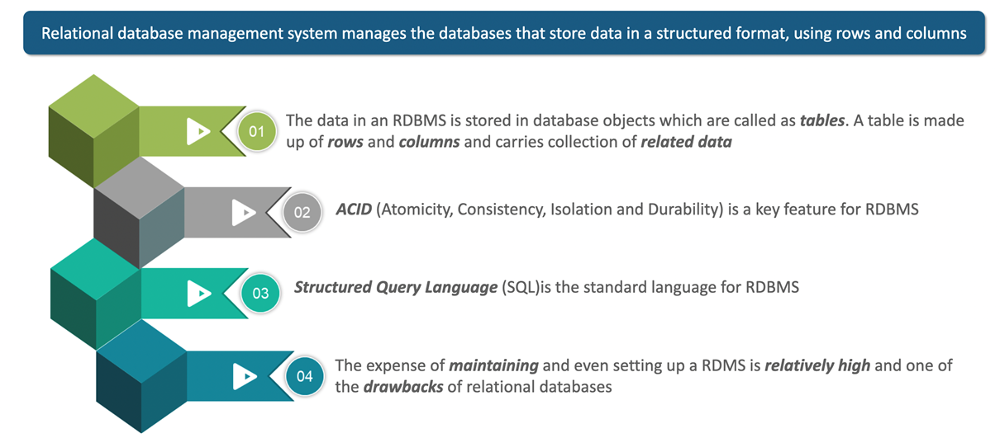 Relational database management system manages the databases that store data in a structured format, using rows and columns
01
The data in an RDBMS is stored in database objects which are called as tables. A table is made
up of rows and columns and carries collection of related data
02
ACID (Atomicity, Consistency, Isolation and Durability) is a key feature for RDBMS
03
Structured Query Language (SQL)is the standard language for RDBMS
04
The expense of maintaining and even setting up a RDMS is relatively high and one of
the drawbacks of relational databases